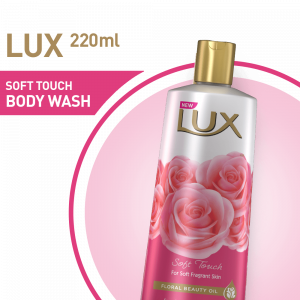 LUX 220ml
SOFT TOUCH
BODY WASH
NEW
LUX
Soft Touch
For Soft Fragrant Skin
FLORAL BEAUTY OIL